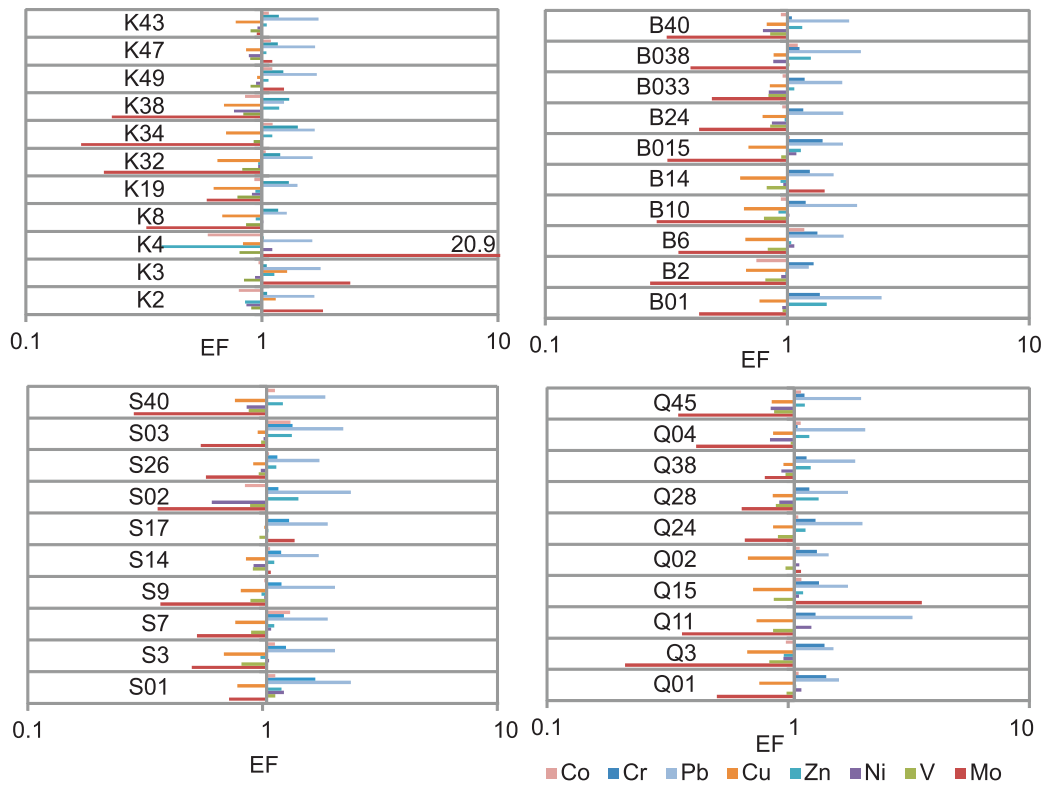 K43
K47
K49
K38
K34
K32
K19
K8
K4 20.9
K3
K2
0.1 1 10
EF
B40
B038
B033
B24
B015
B14
B10
B6
B2
B01
0.1 1 10
EF
S40
S03
S26
S02
S17
S14
S9
S7
S3
S01
0.1 1 10
EF
Q45
Q04
Q38
Q28
Q24
Q02
Q15
Q11
Q3
Q01
0.1 1 10
EF
Co Cr Pb Cu Zn Ni V Mo